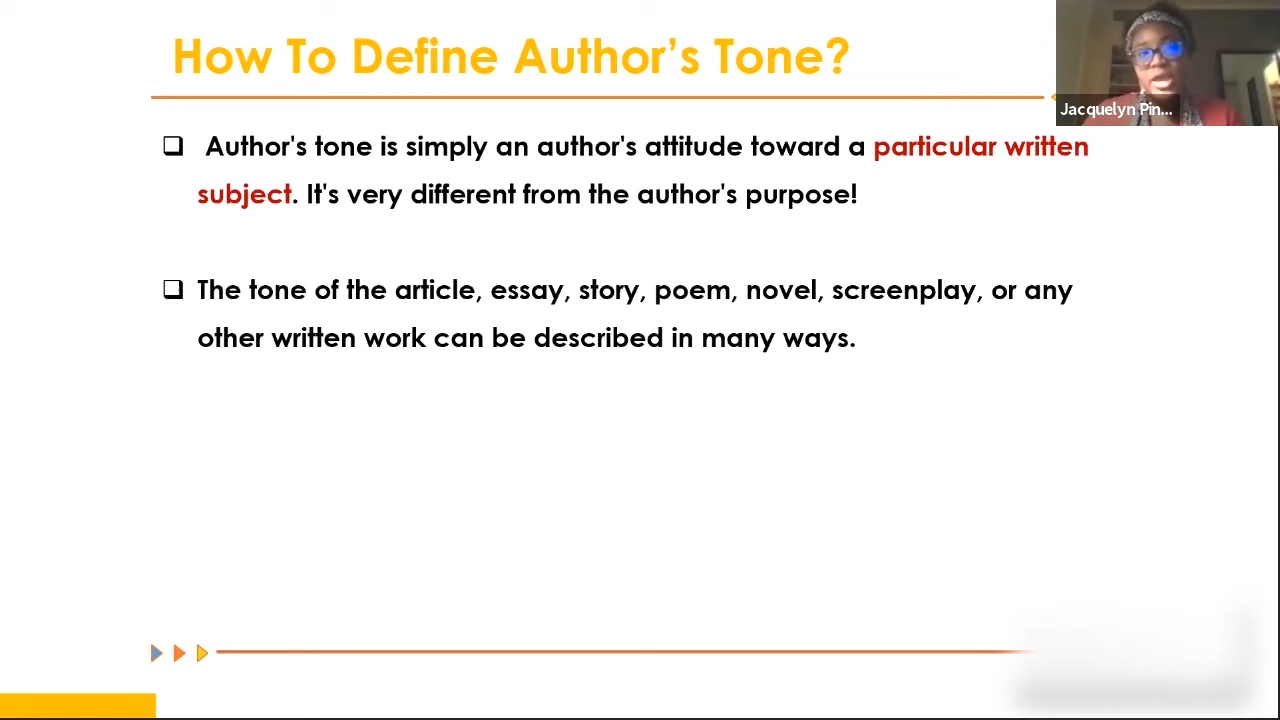 How To Define Author’s Tone?
Jacquelyn Pin...
Author's tone is simply an author's attitude toward a particular written
subject. It's very different from the author's purpose!
The tone of the article, essay, story, poem, novel, screenplay, or any
other written work can be described in many ways.